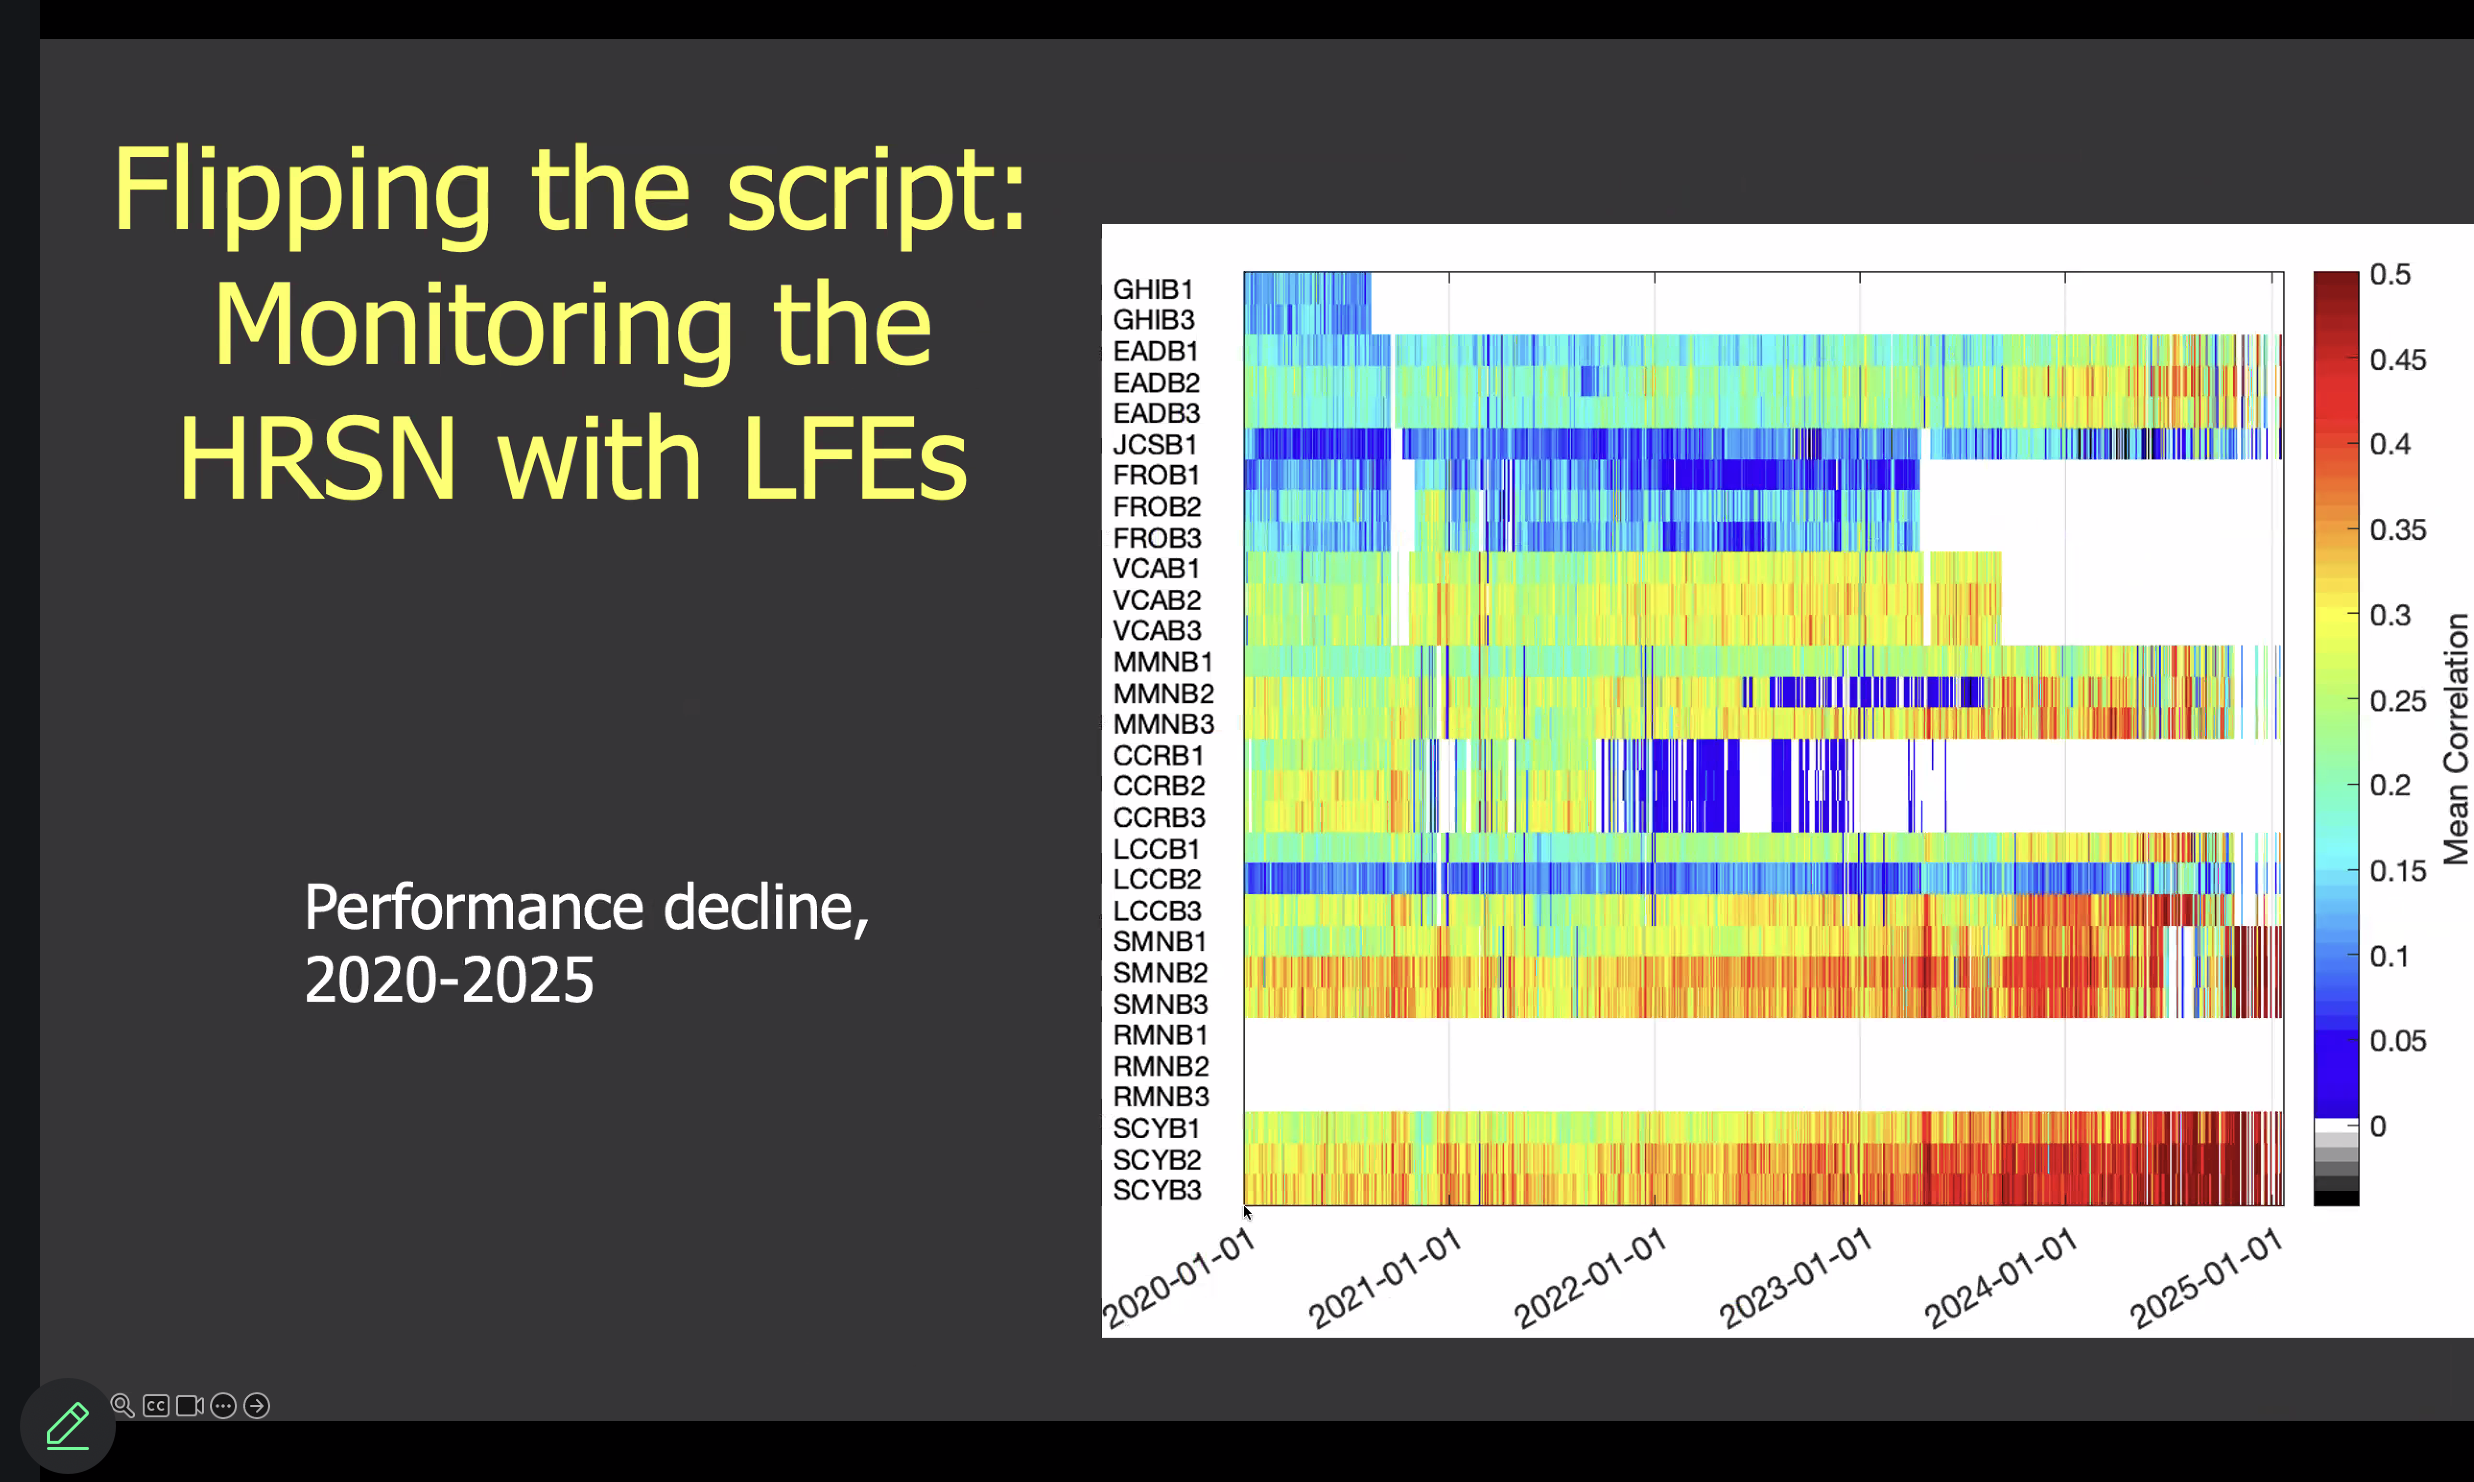 Flipping the script:
Monitoring the
HRSN with LFEs
Performance decline,
2020-2025
GHIB1
GHIB3
EADB1
EADB2
EADB3
JCSB1
FROB1
FROB2
FROB3
VCAB1
VCAB2
VCAB3
MMNB1
MMNB2
MMNB3
CCRB1
CCRB2
CCRB3
LCCB1
LCCB2
LCCB3
SMNB1
SMNB2
SMNB3
RMNB1
RMNB2
RMNB3
SCYB1
SCYB2
SCYB3
2020-01-01
2021-01-01
2022-01-01
2023-01-01
2024-01-01
2025-01-01
0.5
0.45
0.4
0.35
0.3
0.25
0.2
0.15
0.1
0.05
0
Mean Correlation
CC